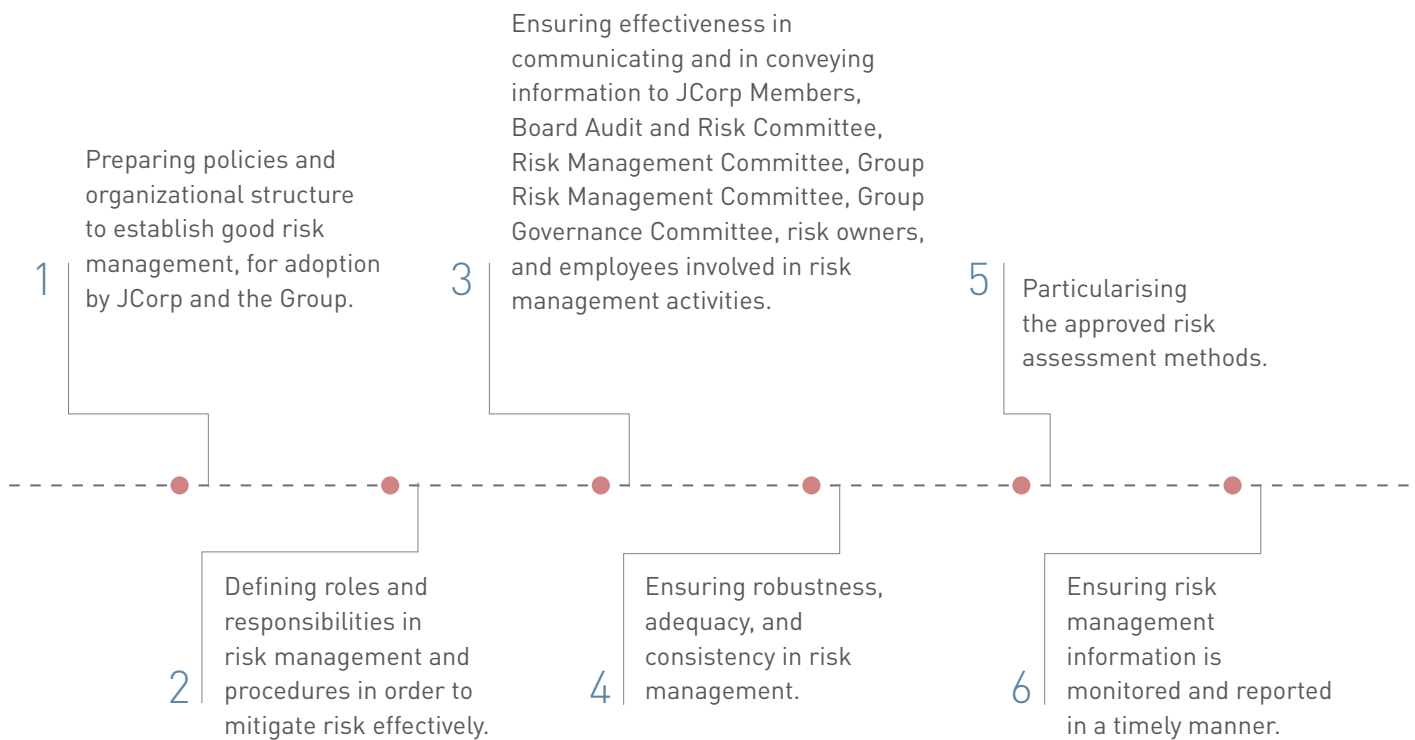 1
Preparing policies and
organizational structure
to establish good risk
management, for adoption
by JCorp and the Group.
2
Defining roles and
responsibilities in
risk management and
procedures in order to
mitigate risk effectively.
3
Ensuring effectiveness in
communicating and in conveying
information to JCorp Members,
Board Audit and Risk Committee,
Risk Management Committee, Group
Risk Management Committee, Group
Governance Committee, risk owners,
and employees involved in risk
management activities.
4
Ensuring robustness,
adequacy, and
consistency in risk
management.
5
Particularising
the approved risk
assessment methods.
6
Ensuring risk
management
information is
monitored and reported
in a timely manner.